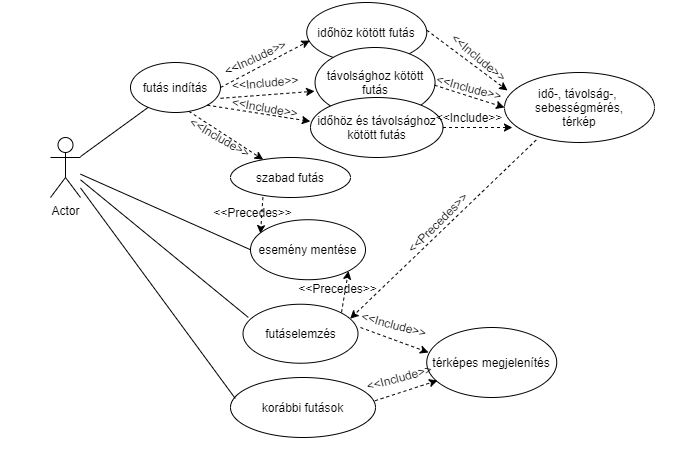 időhöz kötött futás
<<Include>>
<<Include>>
futás indítás
távolsághoz kötött
futás
<<Include>>
<<Include>>
idő-, távolság-,
sebességmérés,
térkép
<<Include>>
időhöz és távolsághoz
kötött futás
<<Include>>
<<Include>>
szabad futás
Actor
<<Precedes>>
<<Precedes>>
esemény mentése
<<Precedes>>
futáselemzés
<<Include>>
térképes megjelenítés
<<Include>>
korábbi futások